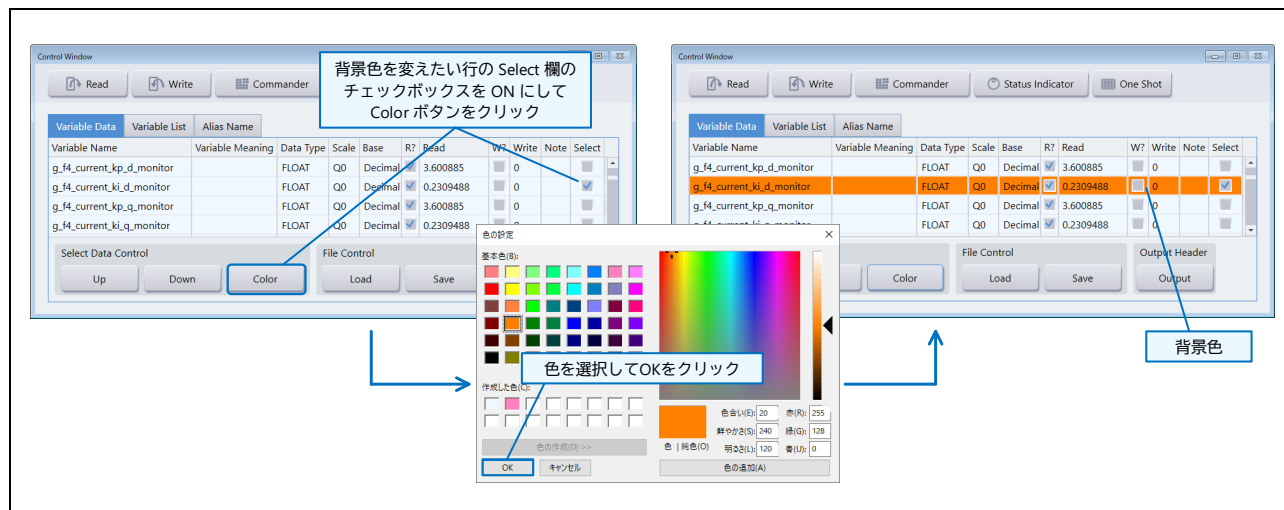 Control Window
Read Write Commander
背景色を変えたい行の Select 欄の
チェックボックスを ON にして
Color ボタンをクリック
Variable Data Variable List Alias Name
Variable Name Variable Meaning Data Type Scale Base R? Read W? Write Note Select
g_f4_current_kp_d_monitor FLOAT Q0 Decimal 3.600885 0
g_f4_current_ki_d_monitor FLOAT Q0 Decimal 0.2309488 0
g_f4_current_kp_q_monitor FLOAT Q0 Decimal 3.600885 0
g_f4_current_ki_q_monitor FLOAT Q0 Decimal 0.2309488
Select Data Control File Control
Up Down Color Load Save
色の設定
基本色(B):
色を選択してOKをクリック
作成した色(C):
色の作成(D) >>
OK キャンセル
色 | 純色(O)
色合い(E): 20 赤(R): 255
鮮やかさ(S): 240 緑(G): 128
明るさ(L): 120 青(U): 0
色の追加(A)
Control Window
Read Write Commander Status Indicator One Shot
Variable Data Variable List Alias Name
Variable Name Variable Meaning Data Type Scale Base R? Read W? Write Note Select
g_f4_current_kp_d_monitor FLOAT Q0 Decimal 3.600885 0
g_f4_current_ki_d_monitor FLOAT Q0 Decimal 0.2309488 0
g_f4_current_kp_q_monitor FLOAT Q0 Decimal 3.600885 0
g_f4_current_ki_q_monitor FLOAT Q0 Decimal 0.2309488 0
File Control Output Header
Color Load Save Output
背景色